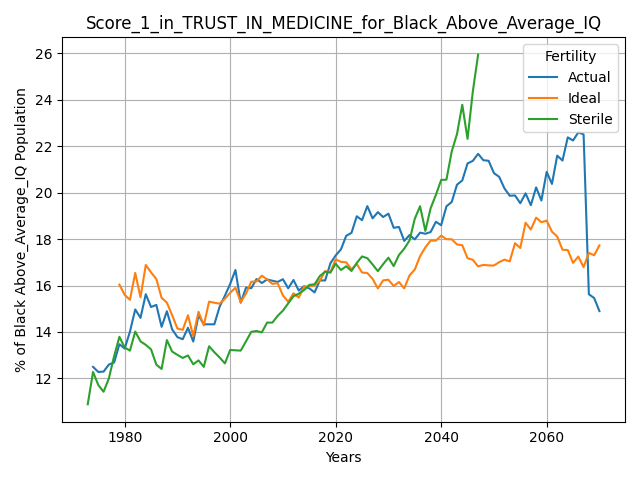 Score_1_in_TRUST_IN_MEDICINE_for_Black_Above_Average_IQ
% of Black Above_Average_IQ Population
26
24
22
20
18
16
14
12
Fertility
Actual
Ideal
Sterile
1980 2000 2020 2040 2060
Years